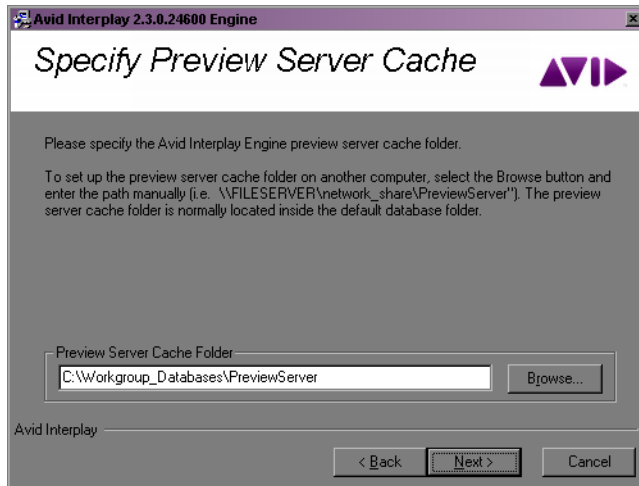 Avid Interplay 2.3.0.24600 Engine
Specify Preview Server Cache
AVID
Please specify the Avid Interplay Engine preview server cache folder.
To set up the preview server cache folder on another computer, select the Browse button and
enter the path manually (i.e. \\FILESERVER\network_share\PreviewServer"). The preview
server cache folder is normally located inside the default database folder.
Preview Server Cache Folder
C:\Workgroup_Databases\PreviewServer
Browse...
Avid Interplay
< Back
Next >
Cancel